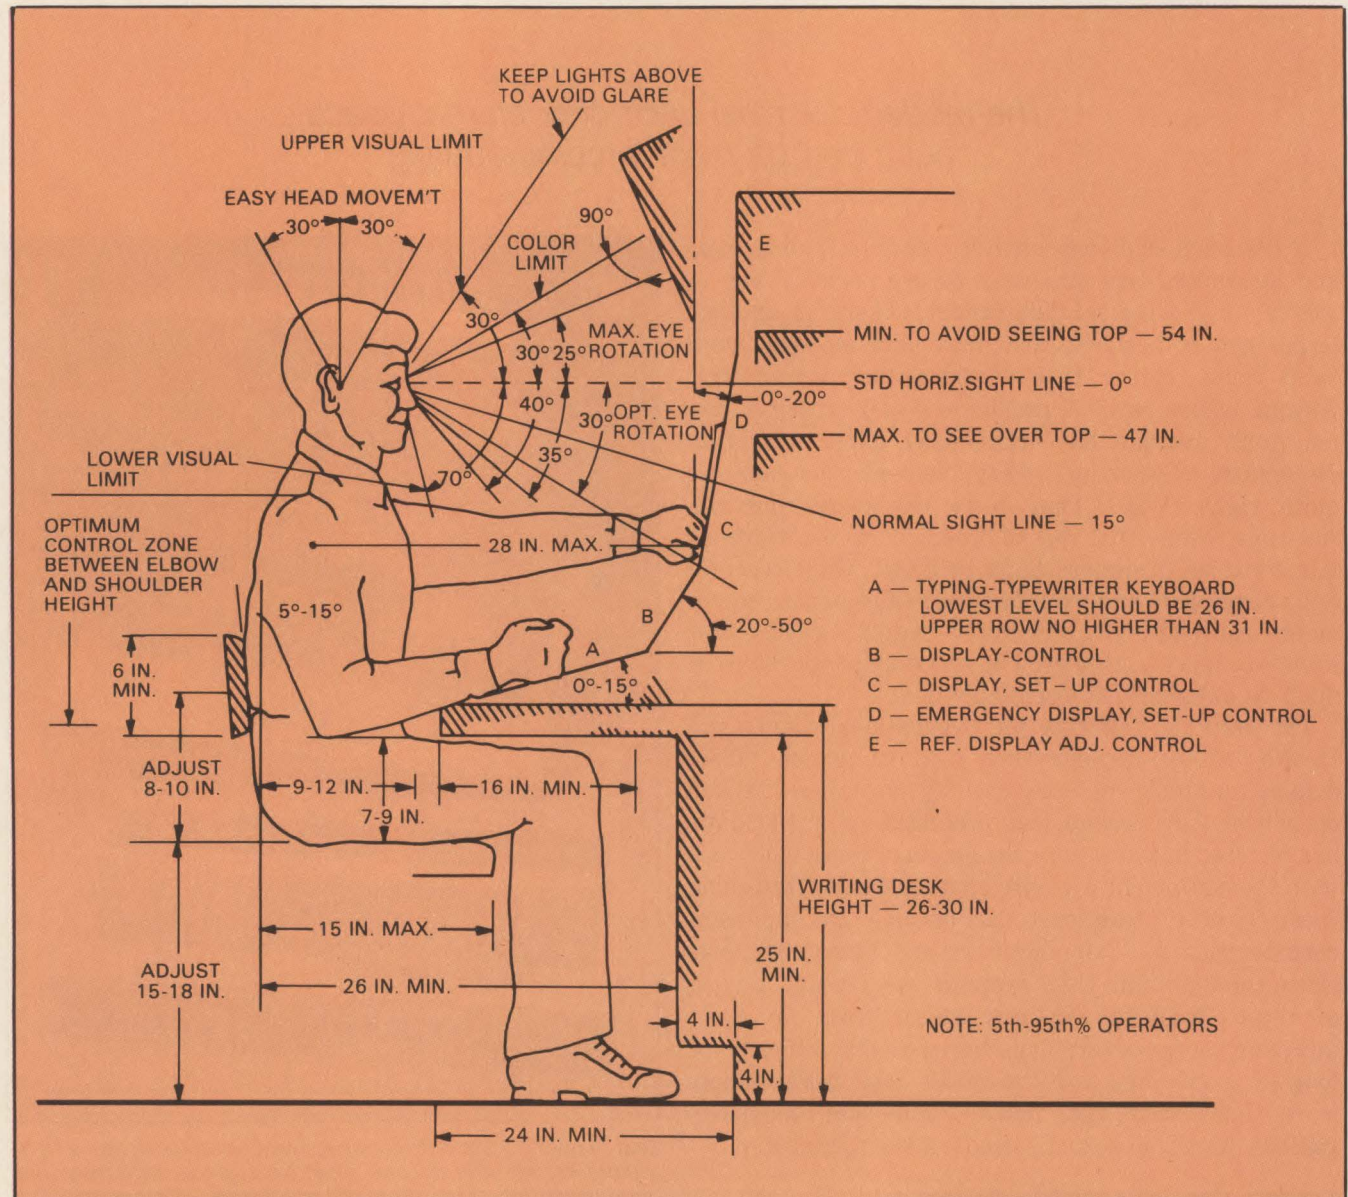 KEEP LIGHTS ABOVE
TO AVOID GLARE
UPPER VISUAL LIMIT
EASY HEAD MOVEM'T
30° 30°
90°
COLOR
LIMIT
E
30°
MAX. EYE
ROTATION
30° 25°
MIN. TO AVOID SEEING TOP — 54 IN.
STD HORIZ.SIGHT LINE — 0°
0°-20°
40°
30°
OPT. EYE
ROTATION
D
MAX. TO SEE OVER TOP — 47 IN.
35°
70°
LOWER VISUAL
LIMIT
NORMAL SIGHT LINE — 15°
C
28 IN. MAX.
OPTIMUM
CONTROL ZONE
BETWEEN ELBOW
AND SHOULDER
HEIGHT
5°-15°
B
20°-50°
A
0°-15°
A — TYPING-TYPEWRITER KEYBOARD
LOWEST LEVEL SHOULD BE 26 IN.
UPPER ROW NO HIGHER THAN 31 IN.
B — DISPLAY-CONTROL
C — DISPLAY, SET-UP CONTROL
D — EMERGENCY DISPLAY, SET-UP CONTROL
E — REF. DISPLAY ADJ. CONTROL
6 IN.
MIN.
ADJUST
8-10 IN.
9-12 IN.
16 IN. MIN.
7-9 IN.
WRITING DESK
HEIGHT — 26-30 IN.
15 IN. MAX.
25 IN.
MIN.
ADJUST
15-18 IN.
26 IN. MIN.
4 IN.
4 IN.
NOTE: 5th-95th% OPERATORS
24 IN. MIN.